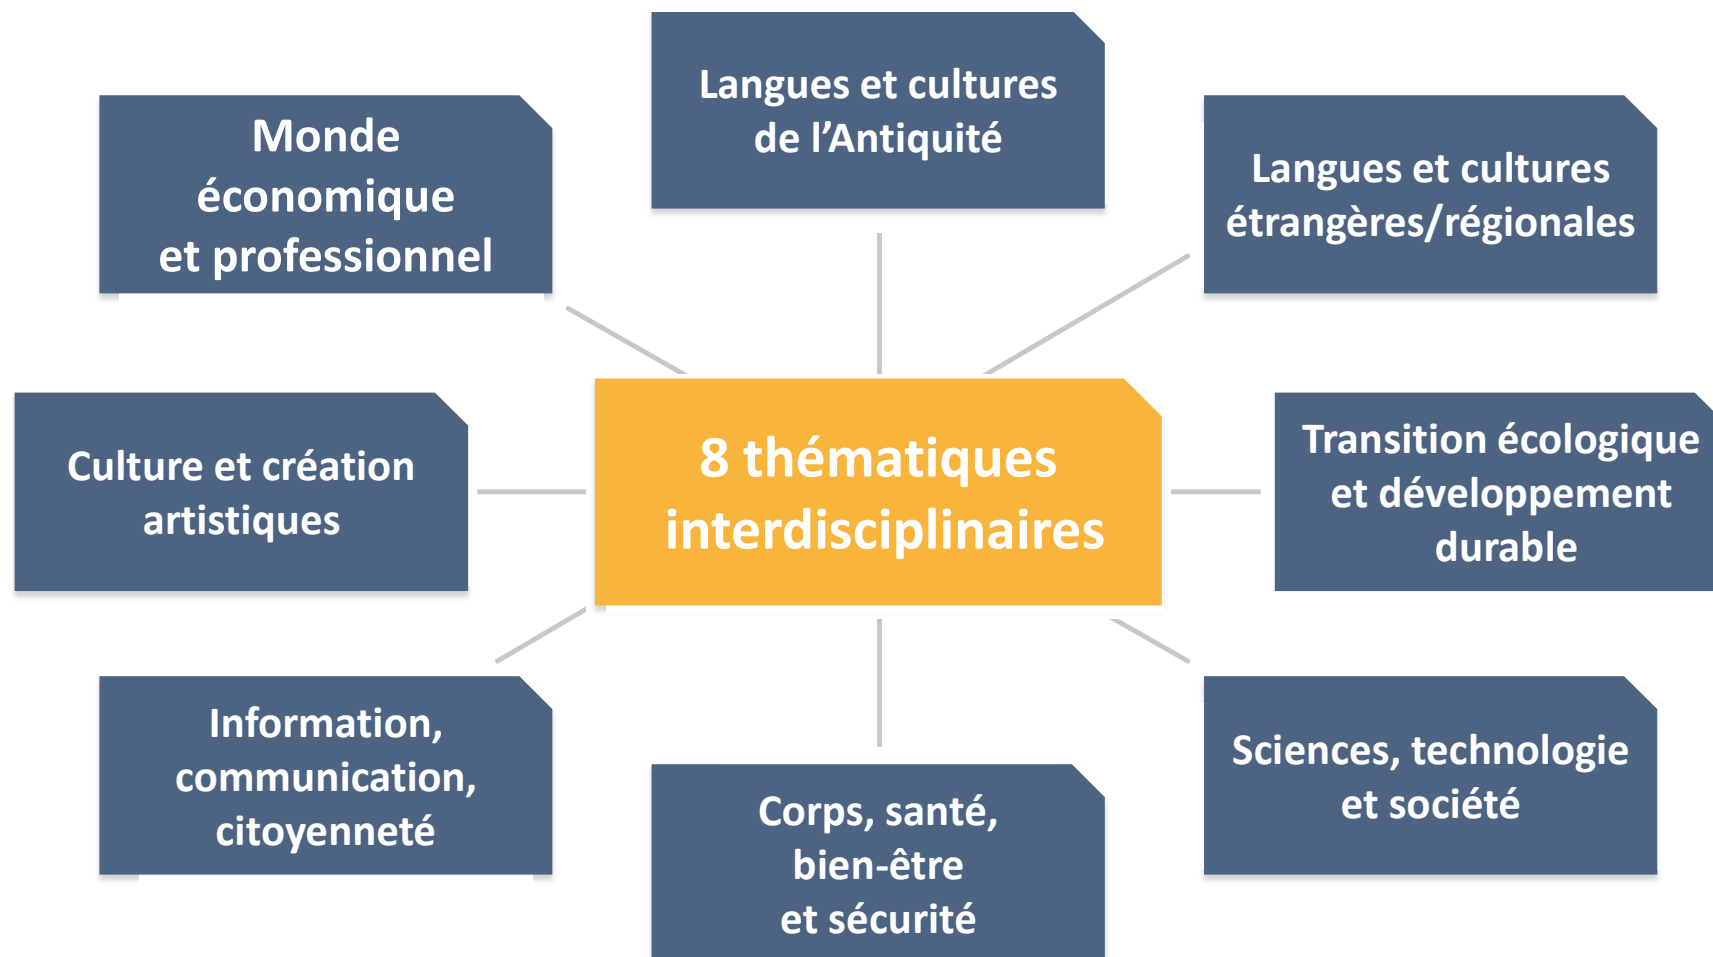 Langues et cultures
de l’Antiquité
Monde
économique
et professionnel
Langues et cultures
étrangères/régionales
Culture et création
artistiques
8 thématiques
interdisciplinaires
Transition écologique
et développement
durable
Information,
communication,
citoyenneté
Corps, santé,
bien-être
et sécurité
Sciences, technologie
et société